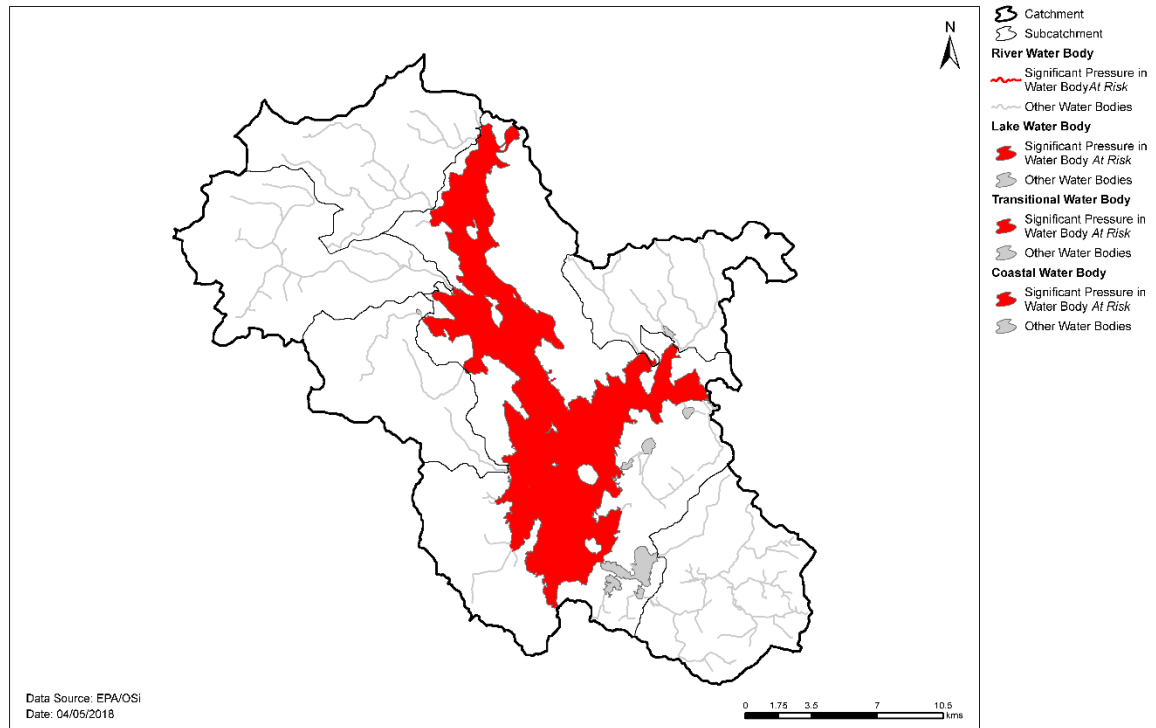 N
Catchment
Subcatchment
River Water Body
Significant Pressure in
Water BodyAt Risk
Other Water Bodies
Lake Water Body
Significant Pressure in
Water Body At Risk
Other Water Bodies
Transitional Water Body
Significant Pressure in
Water Body At Risk
Other Water Bodies
Coastal Water Body
Significant Pressure in
Water Body At Risk
Other Water Bodies
Data Source: EPA/OSi
Date: 04/05/2018
0 1.75 3.5 7 10.5
kms